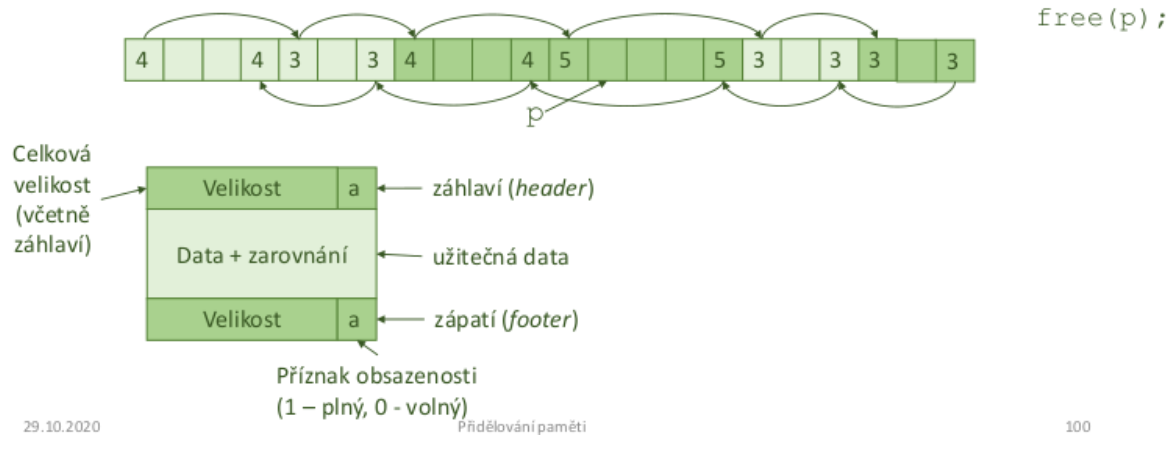 free(p);
4 4 3 3 4 4 5 5 3 3 3 3
p
Celková
velikost
(včetně
záhlaví)
Velikost a
záhlaví (header)
Data + zarovnání
užitečná data
Velikost a
zápatí (footer)
Příznak obsazenosti
(1 – plný, 0 - volný)
29.10.2020
Přidělování paměti
100